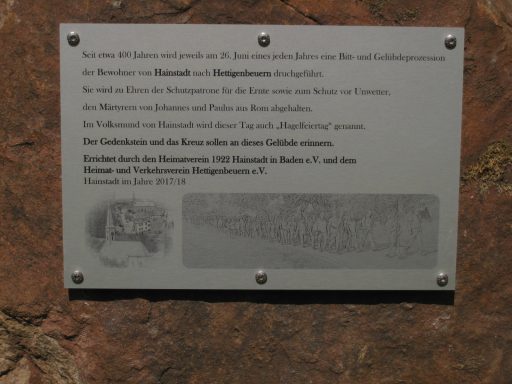 Seit etwa 400 Jahren wird jeweils am 26. Juni eines jeden Jahres eine Bitt- und Gelübdeprozession
der Bewohner von Hainstadt nach Hettigenbeuern druchgeführt.
Sie wird zu Ehren der Schutzpatrone für die Ernte sowie zum Schutz vor Unwetter,
den Märtyrern von Johannes und Paulus aus Rom abgehalten.
Im Volksmund von Hainstadt wird dieser Tag auch „Hagelfeiertag" genannt.
Der Gedenkstein und das Kreuz sollen an dieses Gelübde erinnern.
Errichtet durch den Heimatverein 1922 Hainstadt in Baden e.V. und dem
Heimat- und Verkehrsverein Hettigenbeuern e.V.
Hainstadt im Jahre 2017/18